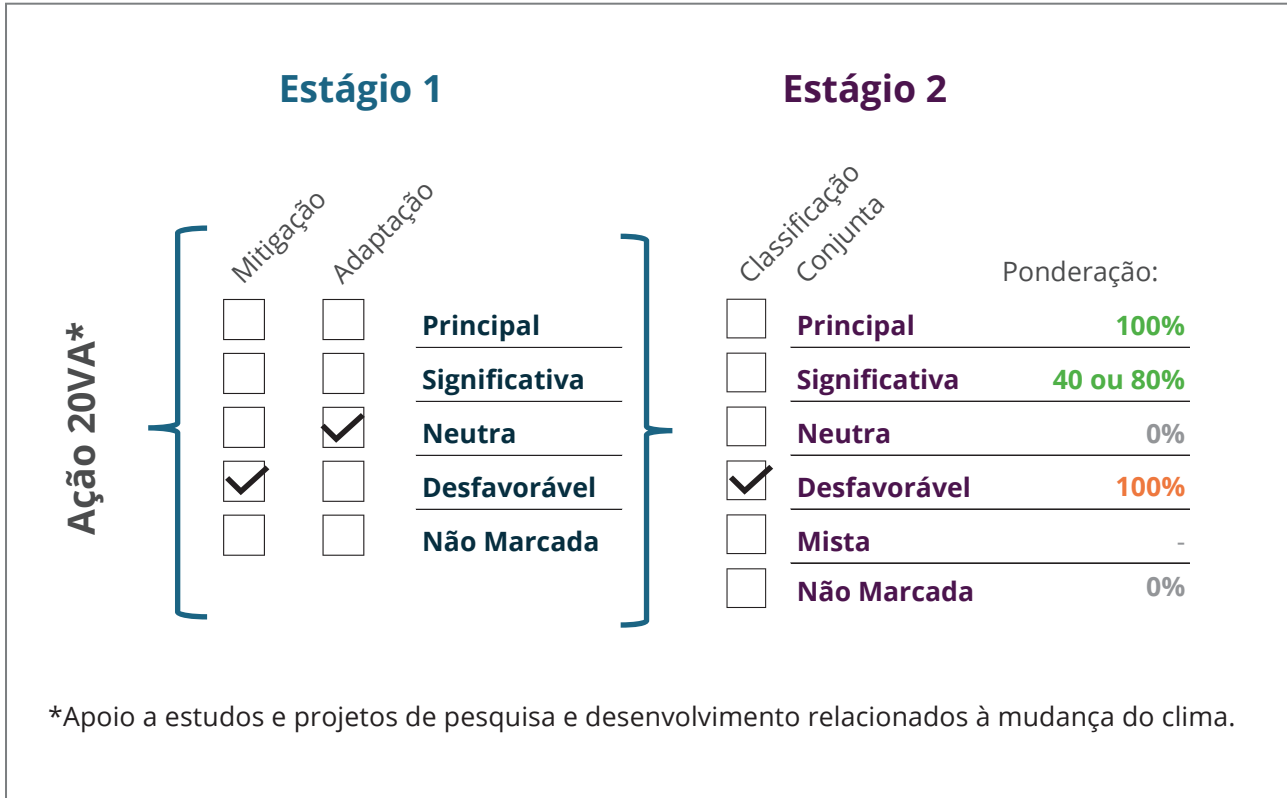 Estágio 1
Estágio 2
Ação 20VA*
Mitigação
Adaptação
Principal
Significativa
Neutra
Desfavorável
Não Marcada
Classificação
Conjunta
Ponderação:
Principal 100%
Significativa 40 ou 80%
Neutra 0%
Desfavorável 100%
Mista -
Não Marcada 0%
*Apoio a estudos e projetos de pesquisa e desenvolvimento relacionados à mudança do clima.